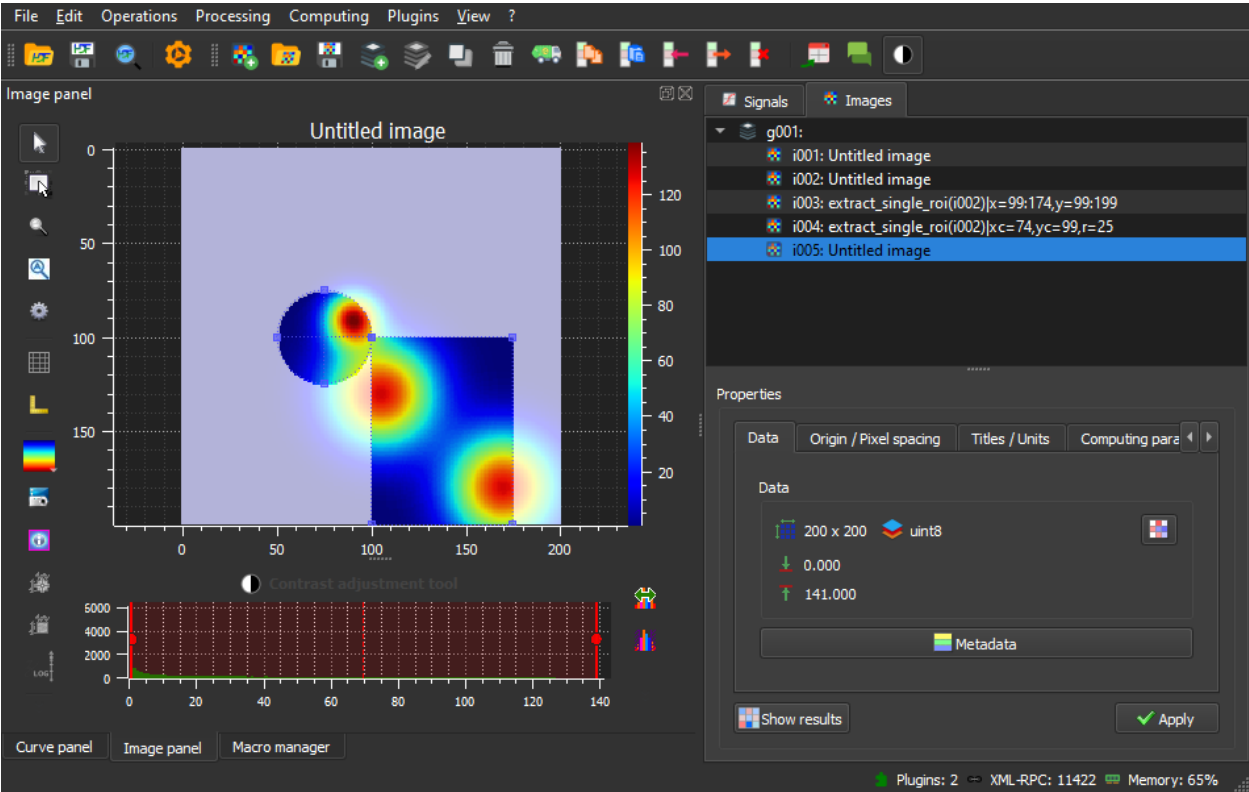 File Edit Operations Processing Computing Plugins View ?
Image panel
Signals Images
Untitled image
g001:
i001: Untitled image
i002: Untitled image
i003: extract_single_roi(i002)|x=99:174,y=99:199
i004: extract_single_roi(i002)|xc=74,yc=99,r=25
i005: Untitled image
0
50
100
150
0 50 100 150 200
120
100
80
60
40
20
Properties
Data Origin / Pixel spacing Titles / Units Computing para
Data
200 x 200 uint8
0.000
141.000
Metadata
Show results Apply
Contrast adjustment tool
6000
4000
2000
0
0 20 40 60 80 100 120 140
LOG
Curve panel Image panel Macro manager
Plugins: 2 XML-RPC: 11422 Memory: 65%